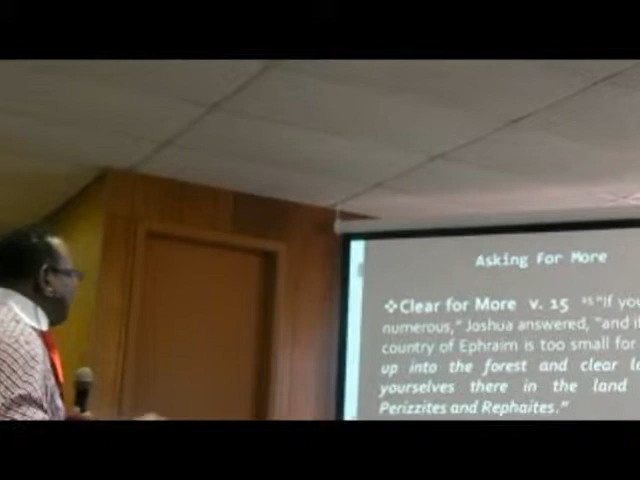 Asking For More
❖Clear for More v. 15 ¹⁵"If you
numerous," Joshua answered, "and if
country of Ephraim is too small for
up into the forest and clear
yourselves there in the land
Perizzites and Rephaites."